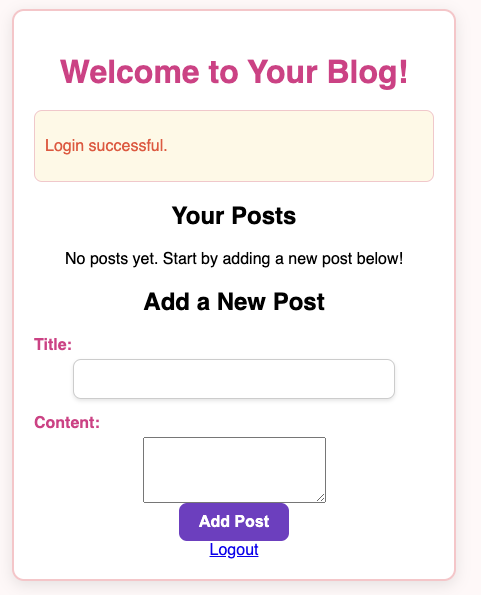 Welcome to Your Blog!
Login successful.
Your Posts
No posts yet. Start by adding a new post below!
Add a New Post
Title:
Content:
Add Post
Logout